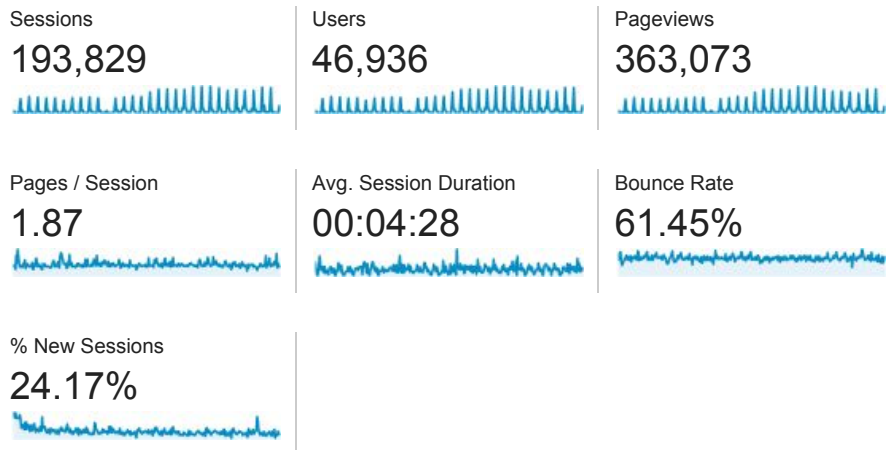 Sessions
193,829
Users
46,936
Pageviews
363,073
Pages / Session
1.87
Avg. Session Duration
00:04:28
Bounce Rate
61.45%
% New Sessions
24.17%